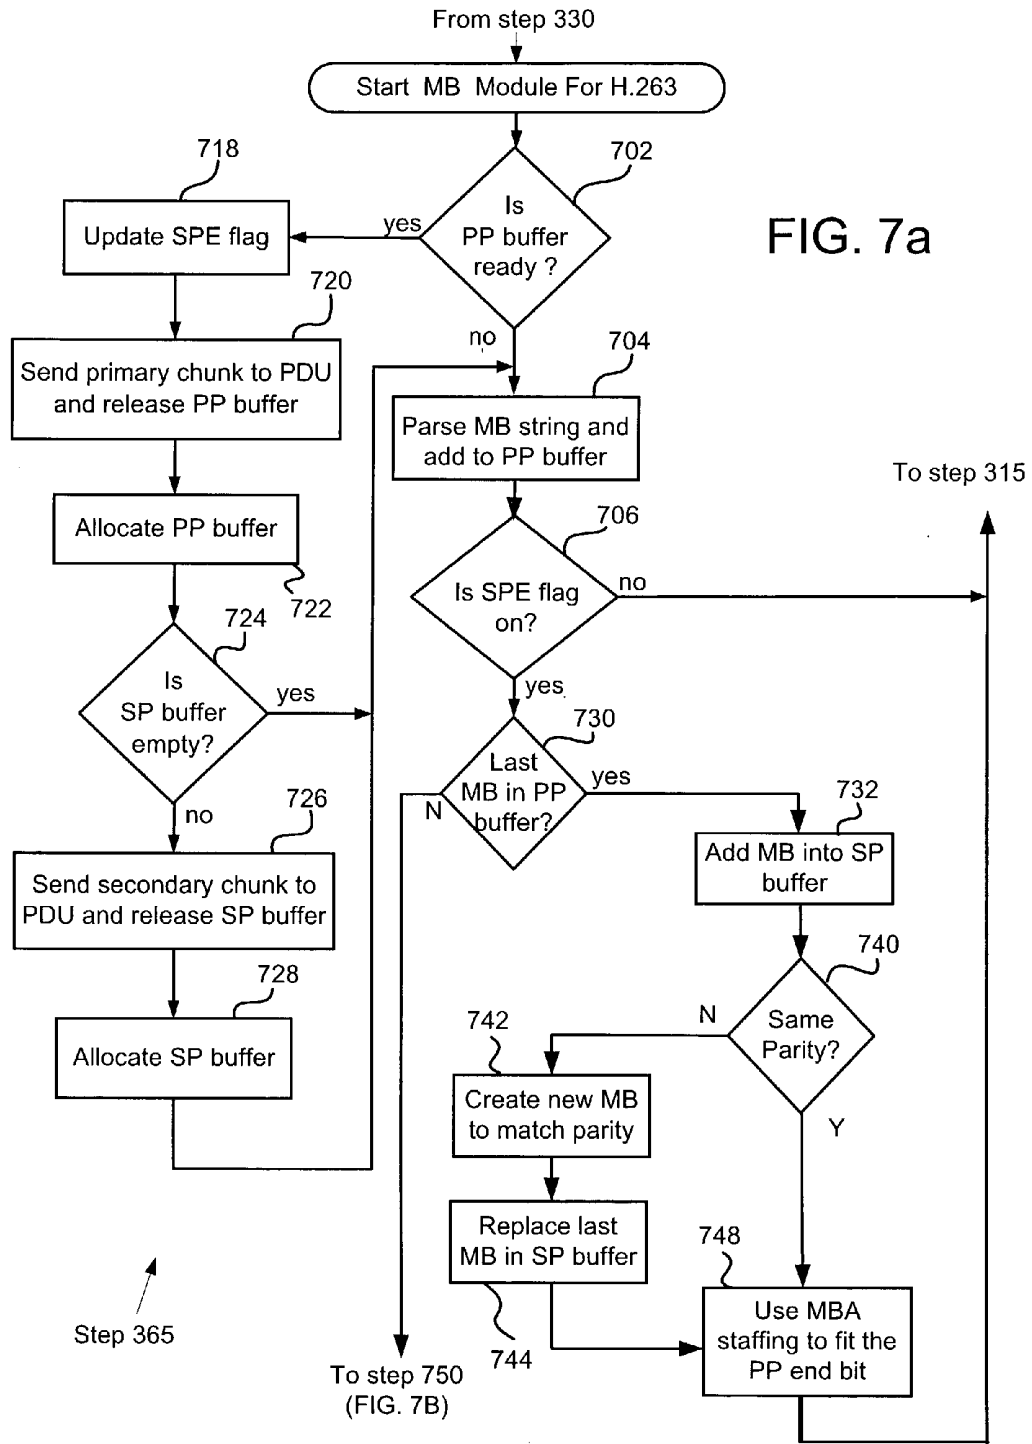 From step 330
Start MB Module For H.263
702
718
Is
PP buffer
ready ?
yes
Update SPE flag
FIG. 7a
720
no
704
Send primary chunk to PDU
and release PP buffer
Parse MB string and
add to PP buffer
To step 315
706
Allocate PP buffer
722
Is SPE flag
on?
no
724
Is
SP buffer
empty?
yes
yes
730
Last
MB in PP
buffer?
yes
N
732
no
726
Add MB into SP
buffer
Send secondary chunk to
PDU and release SP buffer
740
728
Same
Parity?
N
742
Allocate SP buffer
Create new MB
to match parity
Y
Replace last
MB in SP buffer
748
744
Use MBA
staffing to fit the
PP end bit
Step 365
To step 750
(FIG. 7B)